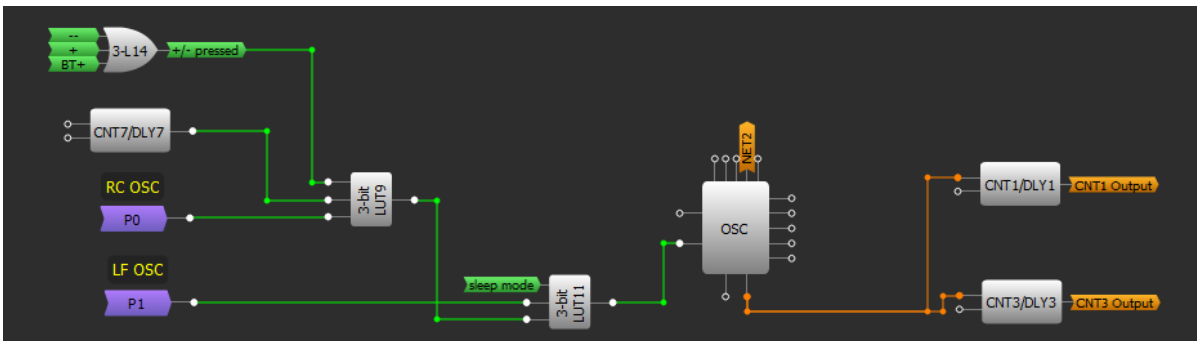 --
+
BT+
3-L14
+/- pressed
CNT7/DLY7
RC OSC
P0
3-bit
LUT9
LF OSC
P1
sleep mode
3-bit
LUT11
NET2
OSC
CNT1/DLY1
CNT1 Output
CNT3/DLY3
CNT3 Output